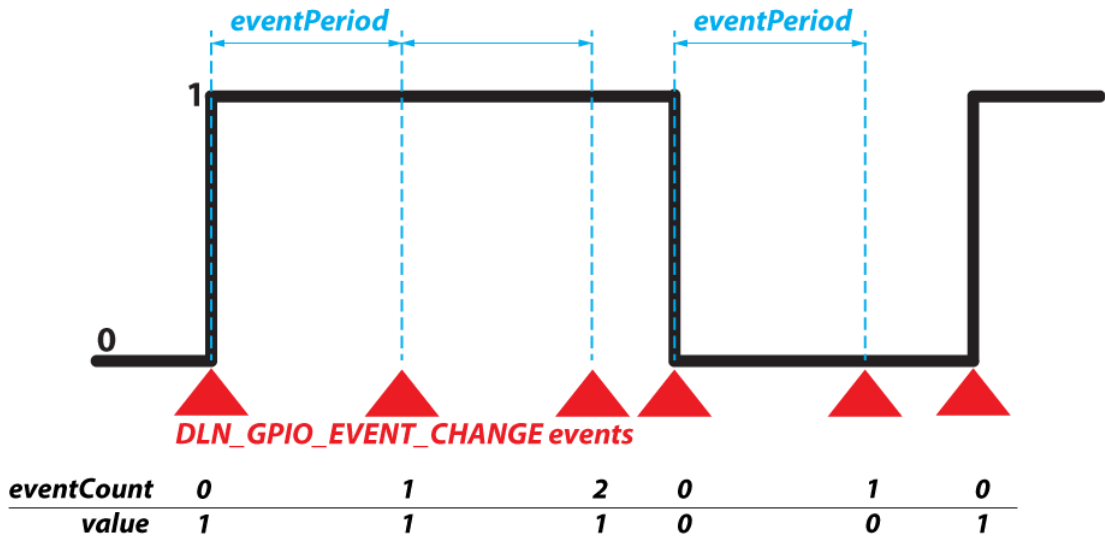 eventPeriod eventPeriod
1
0
DLN_GPIO_EVENT_CHANGE events
eventCount 0 1 2 0 1 0
value 1 1 1 0 0 1